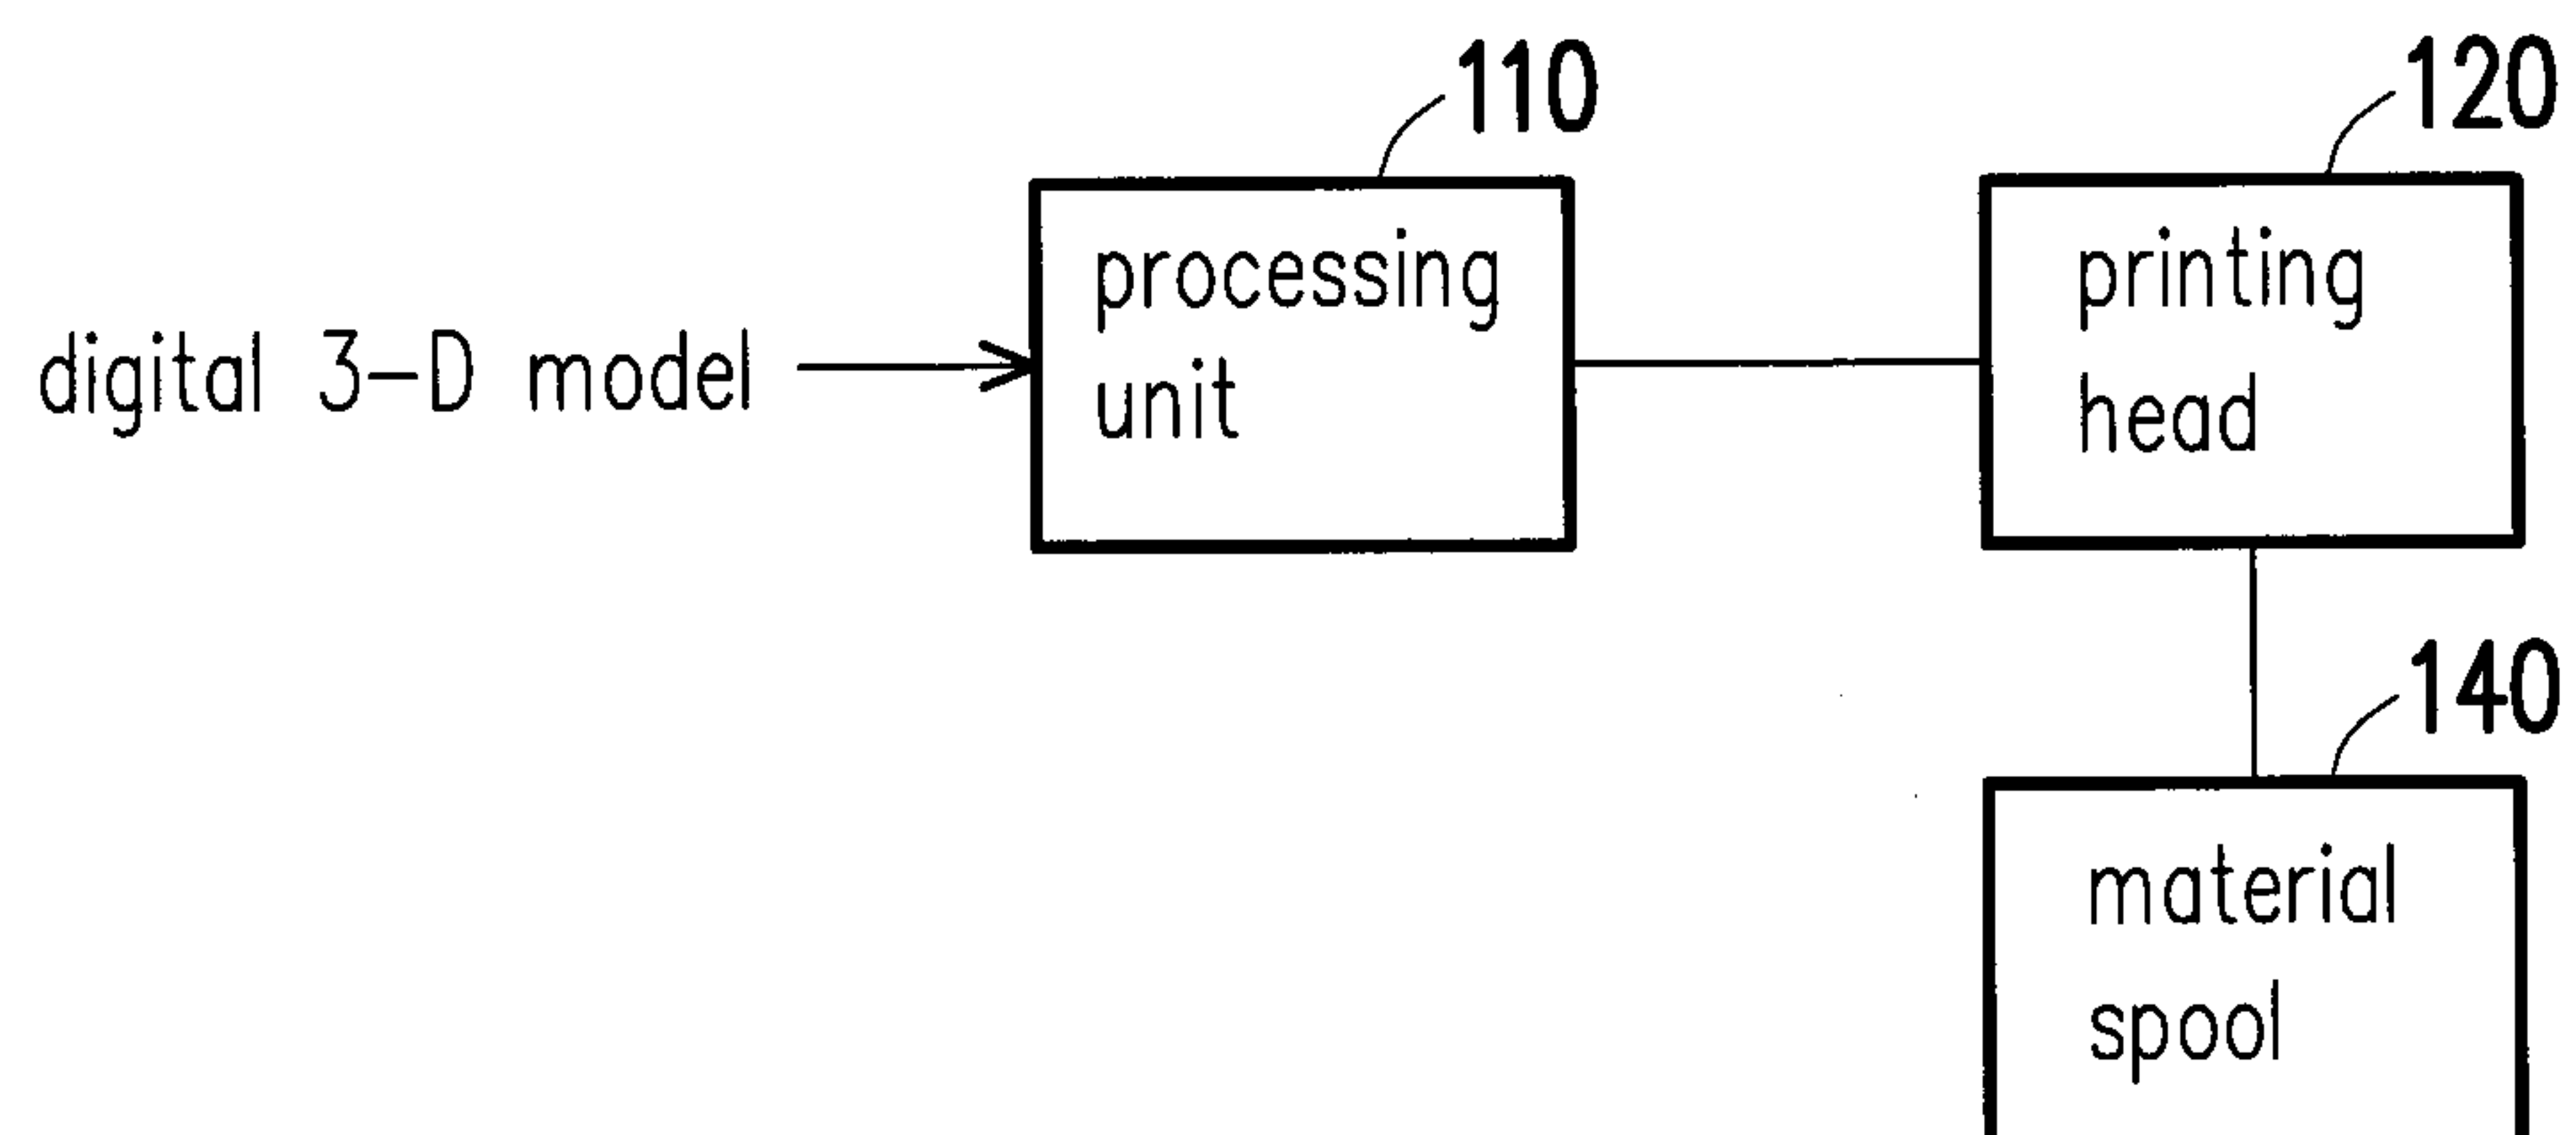 110
120
digital 3-D model
processing
unit
printing
head
140
material
spool